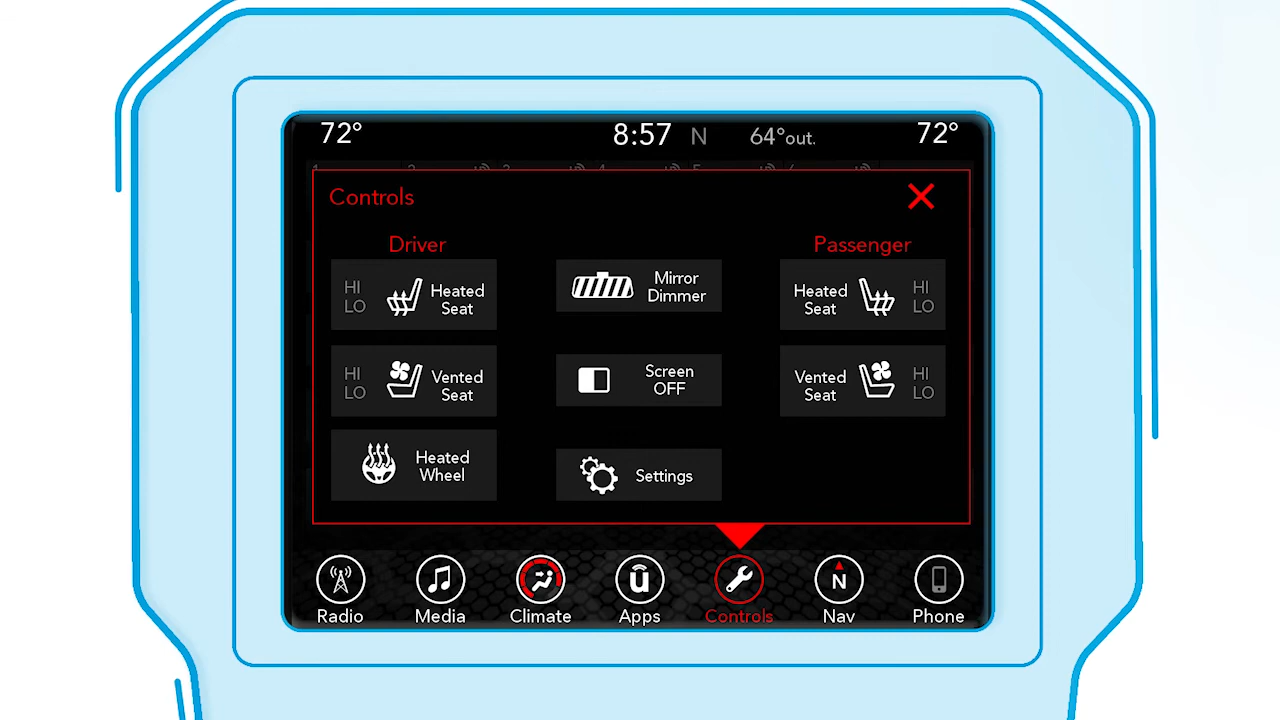 72° 8:57 N 64°out. 72°
Controls
Driver
Passenger
HI
LO
Heated
Seat
Mirror
Dimmer
Heated
Seat
HI
LO
HI
LO
Vented
Seat
Screen
OFF
Vented
Seat
HI
LO
Heated
Wheel
Settings
Radio
Media
Climate
u
Apps
Controls
N
Nav
Phone